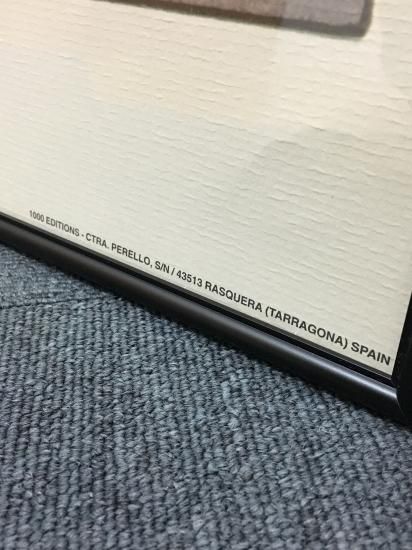 1000 EDITIONS - CTRA. PERELLO, S/N / 43513 RASQUERA (TARRAGONA) SPAIN